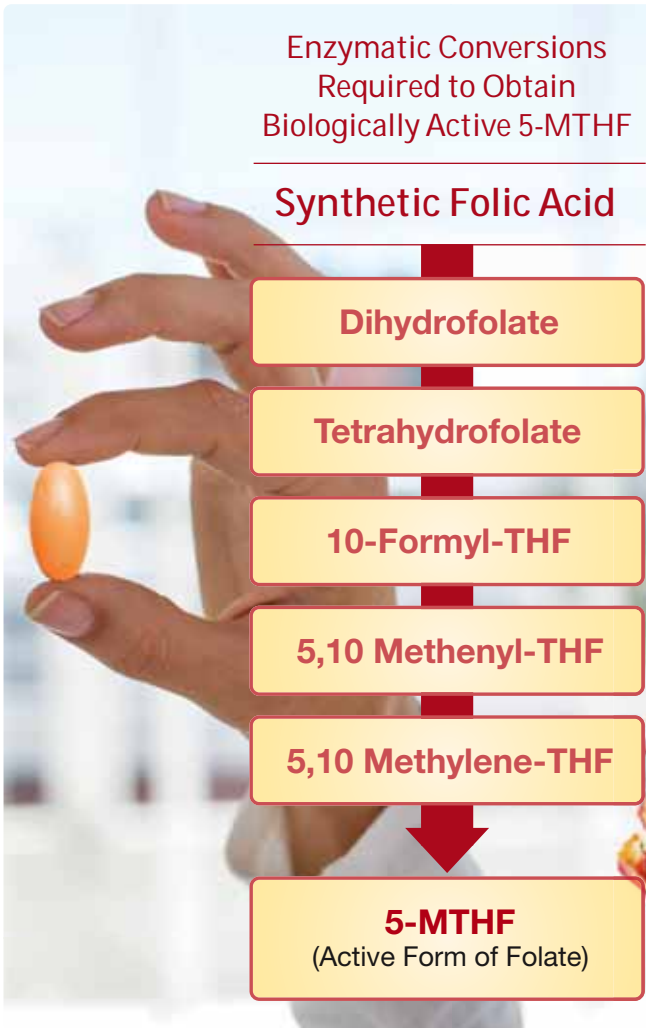 Enzymatic Conversions
Required to Obtain
Biologically Active 5-MTHF
Synthetic Folic Acid
Dihydrofolate
Tetrahydrofolate
10-Formyl-THF
5,10 Methenyl-THF
5,10 Methylene-THF
5-MTHF
(Active Form of Folate)